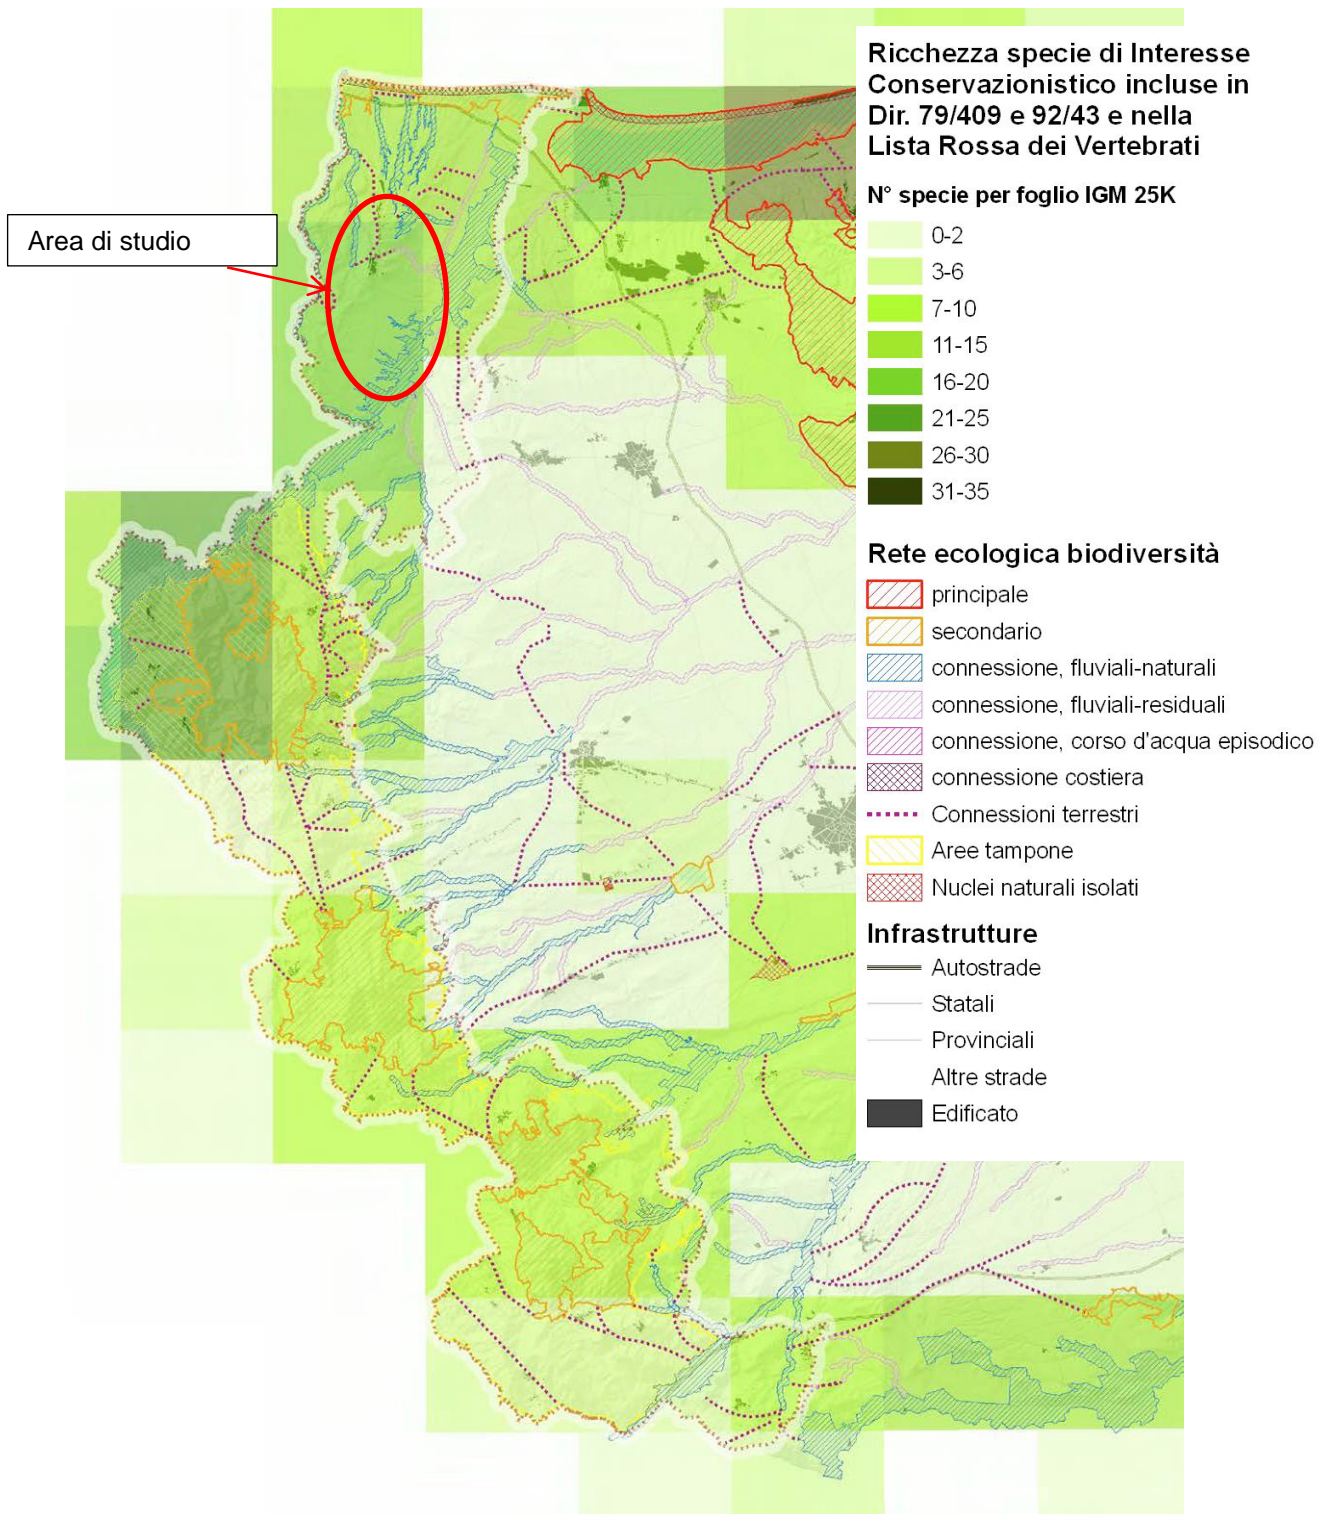 Area di studio
Ricchezza specie di Interesse
Conservazionistico incluse in
Dir. 79/409 e 92/43 e nella
Lista Rossa dei Vertebrati
N° specie per foglio IGM 25K
0-2
3-6
7-10
11-15
16-20
21-25
26-30
31-35
Rete ecologica biodiversità
principale
secondario
connessione, fluviali-naturali
connessione, fluviali-residuali
connessione, corso d'acqua episodico
connessione costiera
Connessioni terrestri
Aree tampone
Nuclei naturali isolati
Infrastrutture
Autostrade
Statali
Provinciali
Altre strade
Edificato